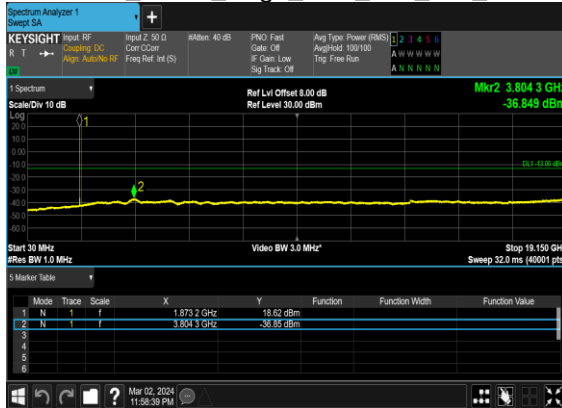 Spectrum Analyzer 1
Swept SA
+
KEYSIGHT Input: RF Input Z: 50 Ω #Atten: 40 dB PNO: Fast Avg Type: Power (RMS) 1 2 3 4 5 6
R T Coupling: DC Corr CCorr Gate: Off Avg|Hold: 100/100 A W W W W W
Align: Auto/No RF Freq Ref: Int (S) IF Gain: Low Trig: Free Run
LU Sig Track: Off A N N N N N
1 Spectrum Ref Lvl Offset 8.00 dB Mkr2 3.804 3 GHz
Scale/Div 10 dB Ref Level 30.00 dBm -36.849 dBm
Log
20.0
10.0
0.00
-10.0
-20.0
-30.0
-40.0
-50.0
-60.0
1
DL1 -13.00 dBm
2
Start 30 MHz Video BW 3.0 MHz* Stop 19.150 GHz
#Res BW 1.0 MHz Sweep 32.0 ms (40001 pts)
5 Marker Table
Mode Trace Scale X Y Function Function Width Function Value
1 N 1 f 1.873 2 GHz 18.62 dBm
2 N 1 f 3.804 3 GHz -36.85 dBm
3
4
5
6
? Mar 02, 2024
11:58:39 PM